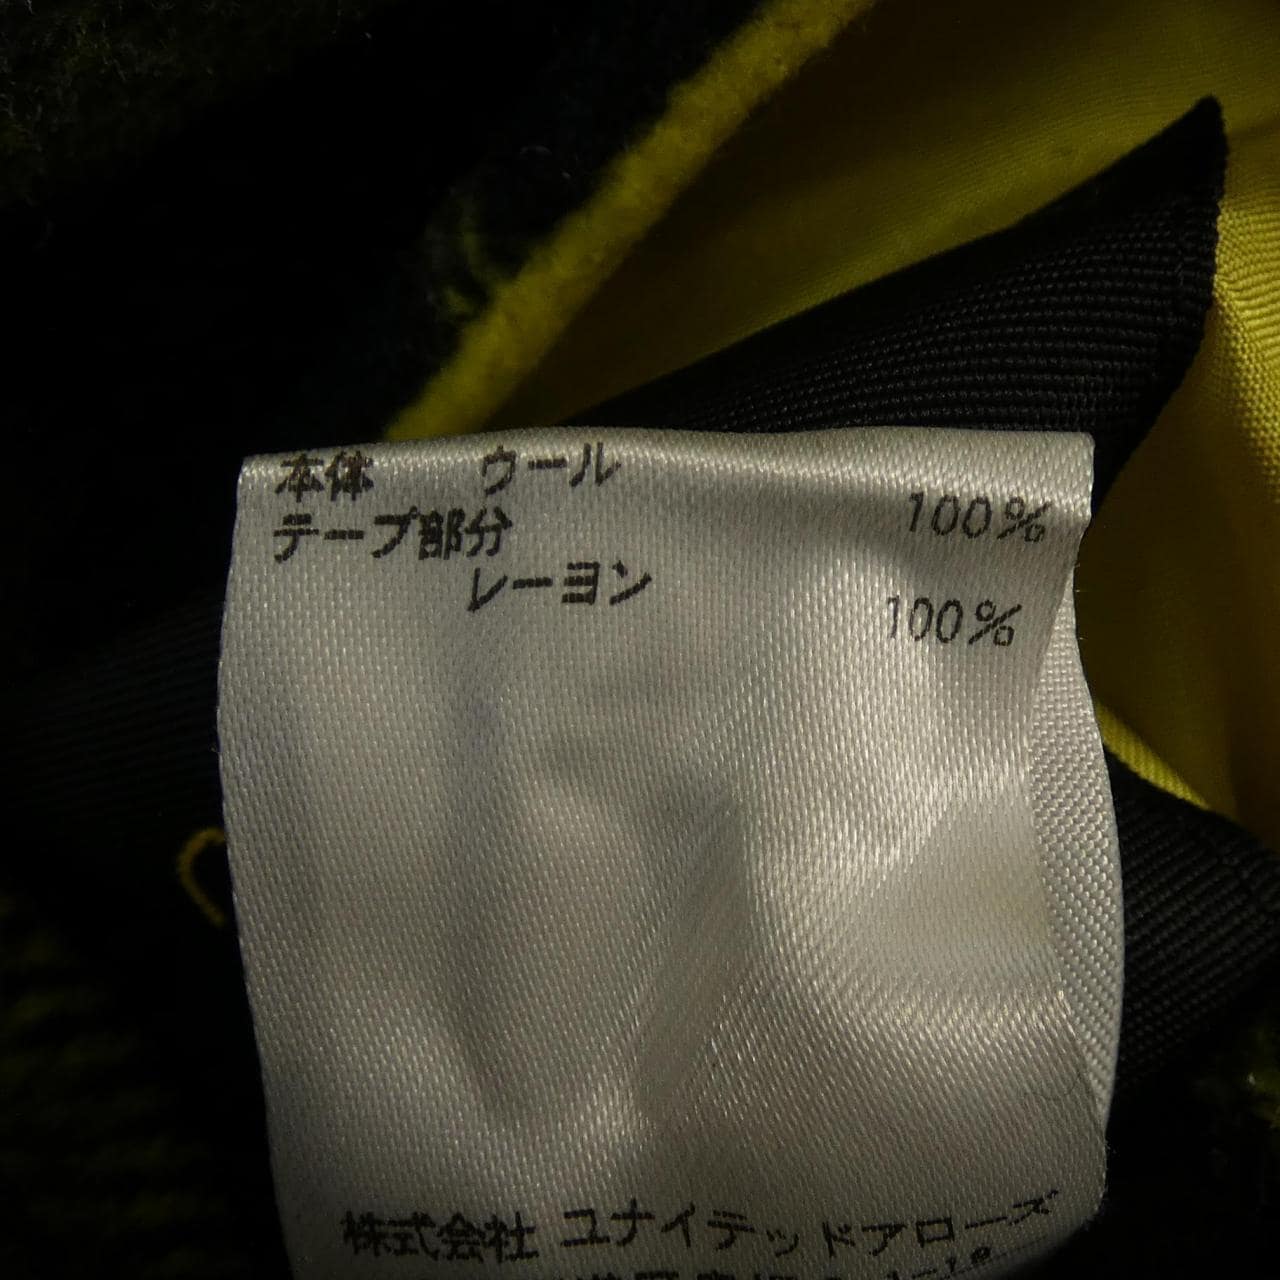 本体 ウール 100%
テープ部分
レーヨン 100%
株式会社 ユナイテッドアローズ